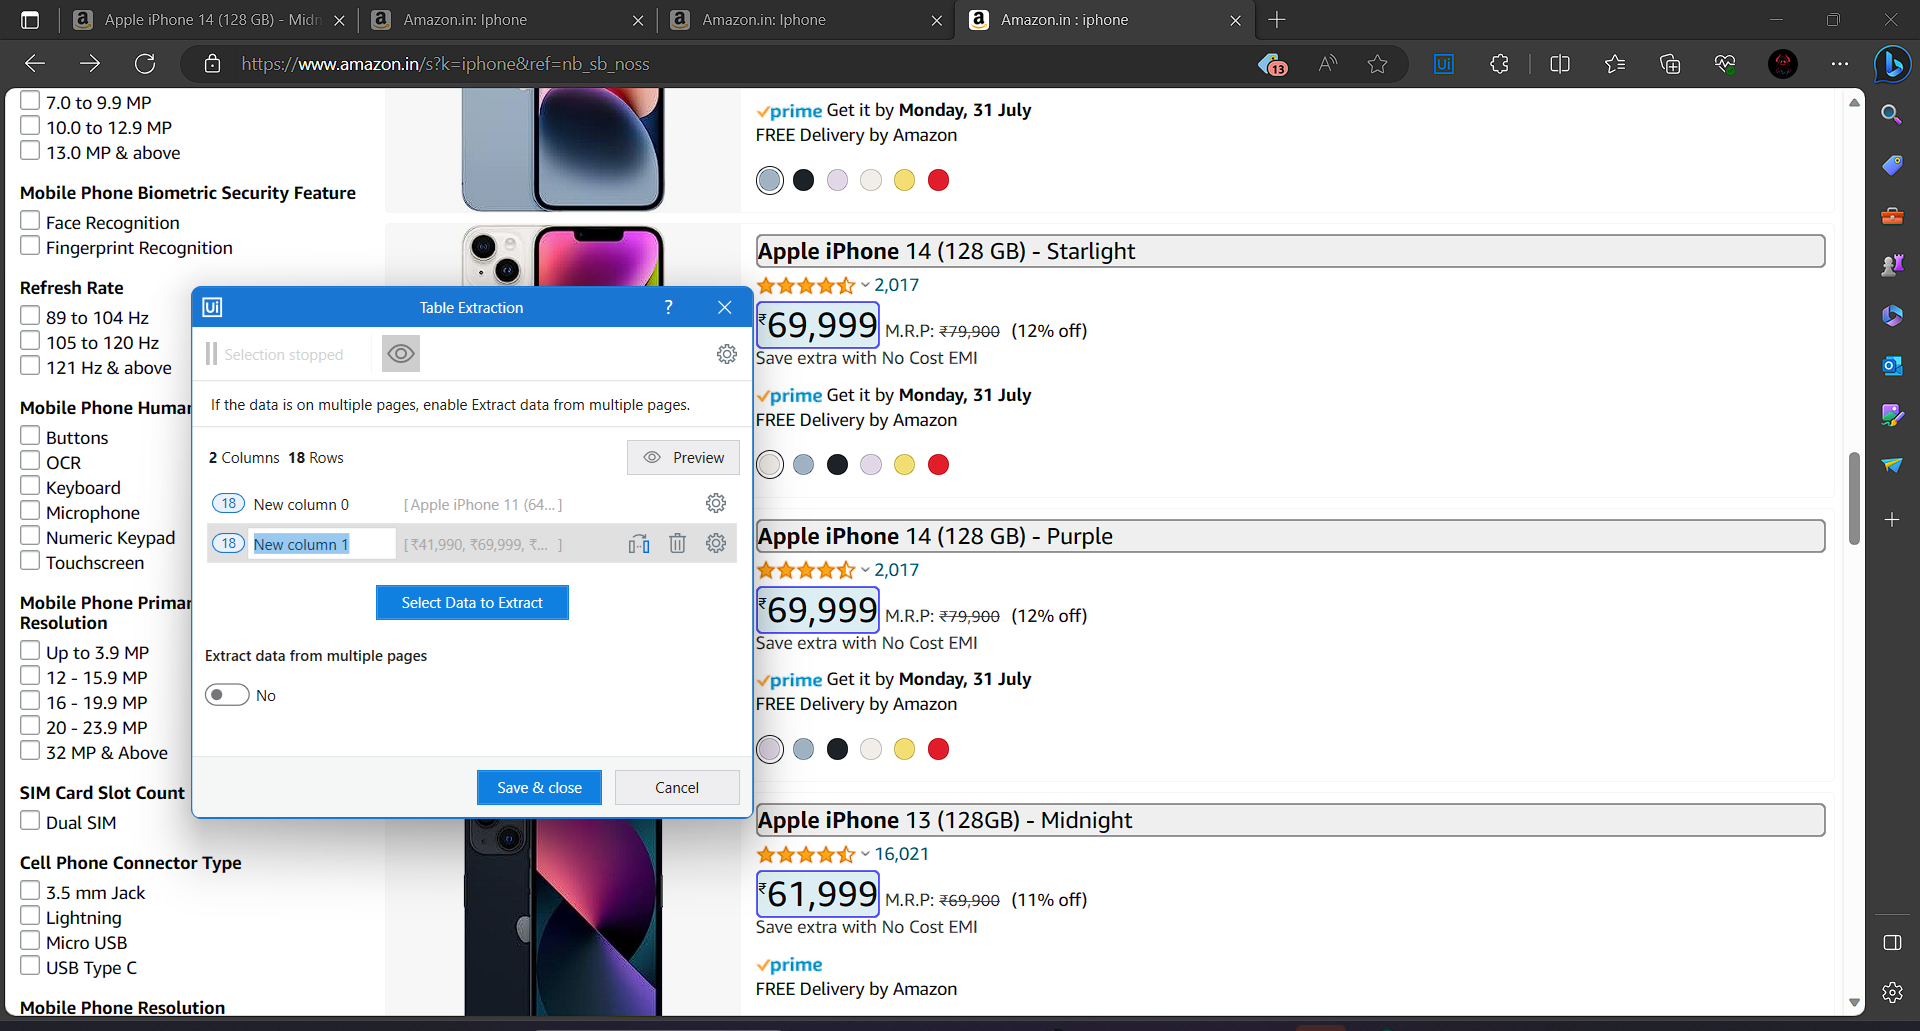 Apple iPhone 14 (128 GB) - Midn
Amazon.in: Iphone
Amazon.in: Iphone
Amazon.in : iphone
https://www.amazon.in/s?k=iphone&ref=nb_sb_noss
13
A
Ui
7.0 to 9.9 MP
10.0 to 12.9 MP
13.0 MP & above
Mobile Phone Biometric Security Feature
Face Recognition
Fingerprint Recognition
Refresh Rate
89 to 104 Hz
105 to 120 Hz
121 Hz & above
Mobile Phone Human
Buttons
OCR
Keyboard
Microphone
Numeric Keypad
Touchscreen
Mobile Phone Primar
Resolution
Up to 3.9 MP
12 - 15.9 MP
16 - 19.9 MP
20 - 23.9 MP
32 MP & Above
SIM Card Slot Count
Dual SIM
Cell Phone Connector Type
3.5 mm Jack
Lightning
Micro USB
USB Type C
Mobile Phone Resolution
Ui
Table Extraction
?
Selection stopped
If the data is on multiple pages, enable Extract data from multiple pages.
2 Columns 18 Rows
Preview
18 New column 0 [ Apple iPhone 11 (64... ]
18 New column 1 [ ₹41,990, ₹69,999, ₹... ]
Select Data to Extract
Extract data from multiple pages
No
Save & close
Cancel
prime Get it by Monday, 31 July
FREE Delivery by Amazon
Apple iPhone 14 (128 GB) - Starlight
2,017
₹69,999 M.R.P: ₹79,900 (12% off)
Save extra with No Cost EMI
prime Get it by Monday, 31 July
FREE Delivery by Amazon
Apple iPhone 14 (128 GB) - Purple
2,017
₹69,999 M.R.P: ₹79,900 (12% off)
Save extra with No Cost EMI
prime Get it by Monday, 31 July
FREE Delivery by Amazon
Apple iPhone 13 (128GB) - Midnight
16,021
₹61,999 M.R.P: ₹69,900 (11% off)
Save extra with No Cost EMI
prime
FREE Delivery by Amazon